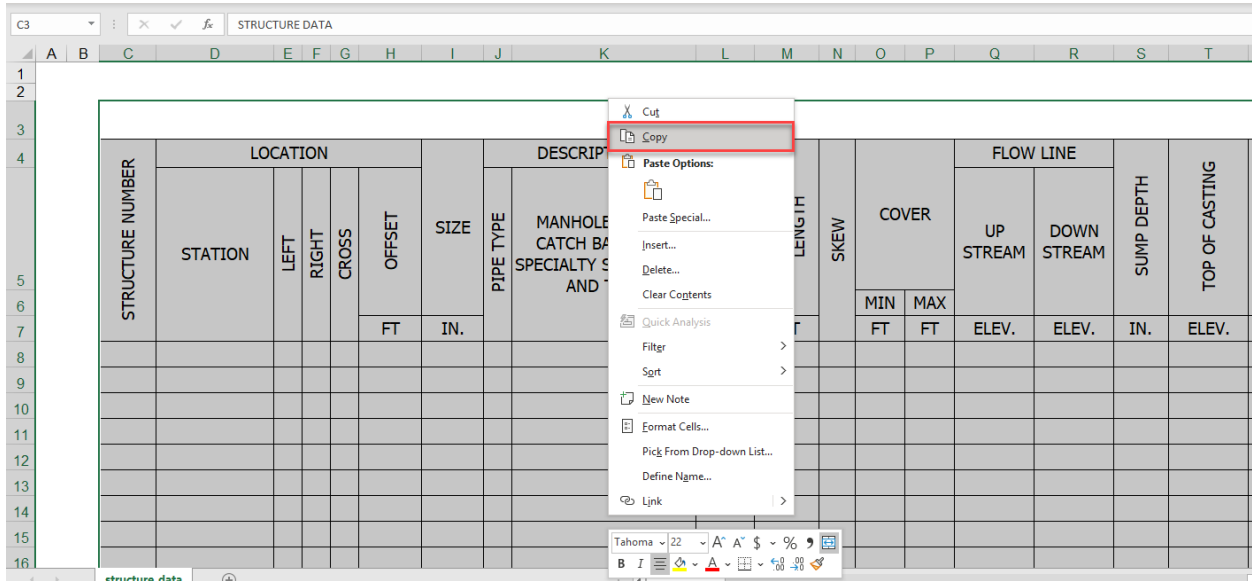 C3 fx STRUCTURE DATA
A B C D E F G H I J K L M N O P Q R S T
1
2
3
4
5
6
7
8
9
10
11
12
13
14
15
16
STRUCTURE NUMBER
LOCATION
STATION
LEFT
RIGHT
CROSS
OFFSET
FT
SIZE
IN.
DESCRIPT
PIPE TYPE
MANHOLE
CATCH BA
SPECIALTY S
AND T
SKEW
COVER
MIN MAX
FT FT
FLOW LINE
UP
STREAM
DOWN
STREAM
ELEV. ELEV.
SUMP DEPTH
IN.
TOP OF CASTING
ELEV.
Cut
Copy
Paste Options:
Paste Special...
Insert...
Delete...
Clear Contents
Quick Analysis
Filter
Sort
New Note
Format Cells...
Pick From Drop-down List...
Define Name...
Link
Tahoma 22 A A $ % 9
B I A
structure data